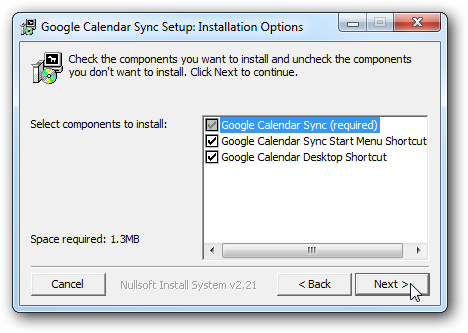 Google Calendar Sync Setup: Installation Options
Check the components you want to install and uncheck the components
you don't want to install. Click Next to continue.
Select components to install:
Google Calendar Sync (required)
Google Calendar Sync Start Menu Shortcut
Google Calendar Desktop Shortcut
Space required: 1.3MB
Cancel
Nullsoft Install System v2.21
< Back
Next >